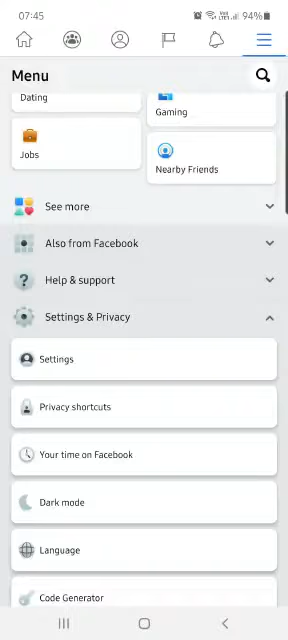 07:45
94%
Menu
Dating
Gaming
Jobs
Nearby Friends
See more
Also from Facebook
Help & support
Settings & Privacy
Settings
Privacy shortcuts
Your time on Facebook
Dark mode
Language
Code Generator